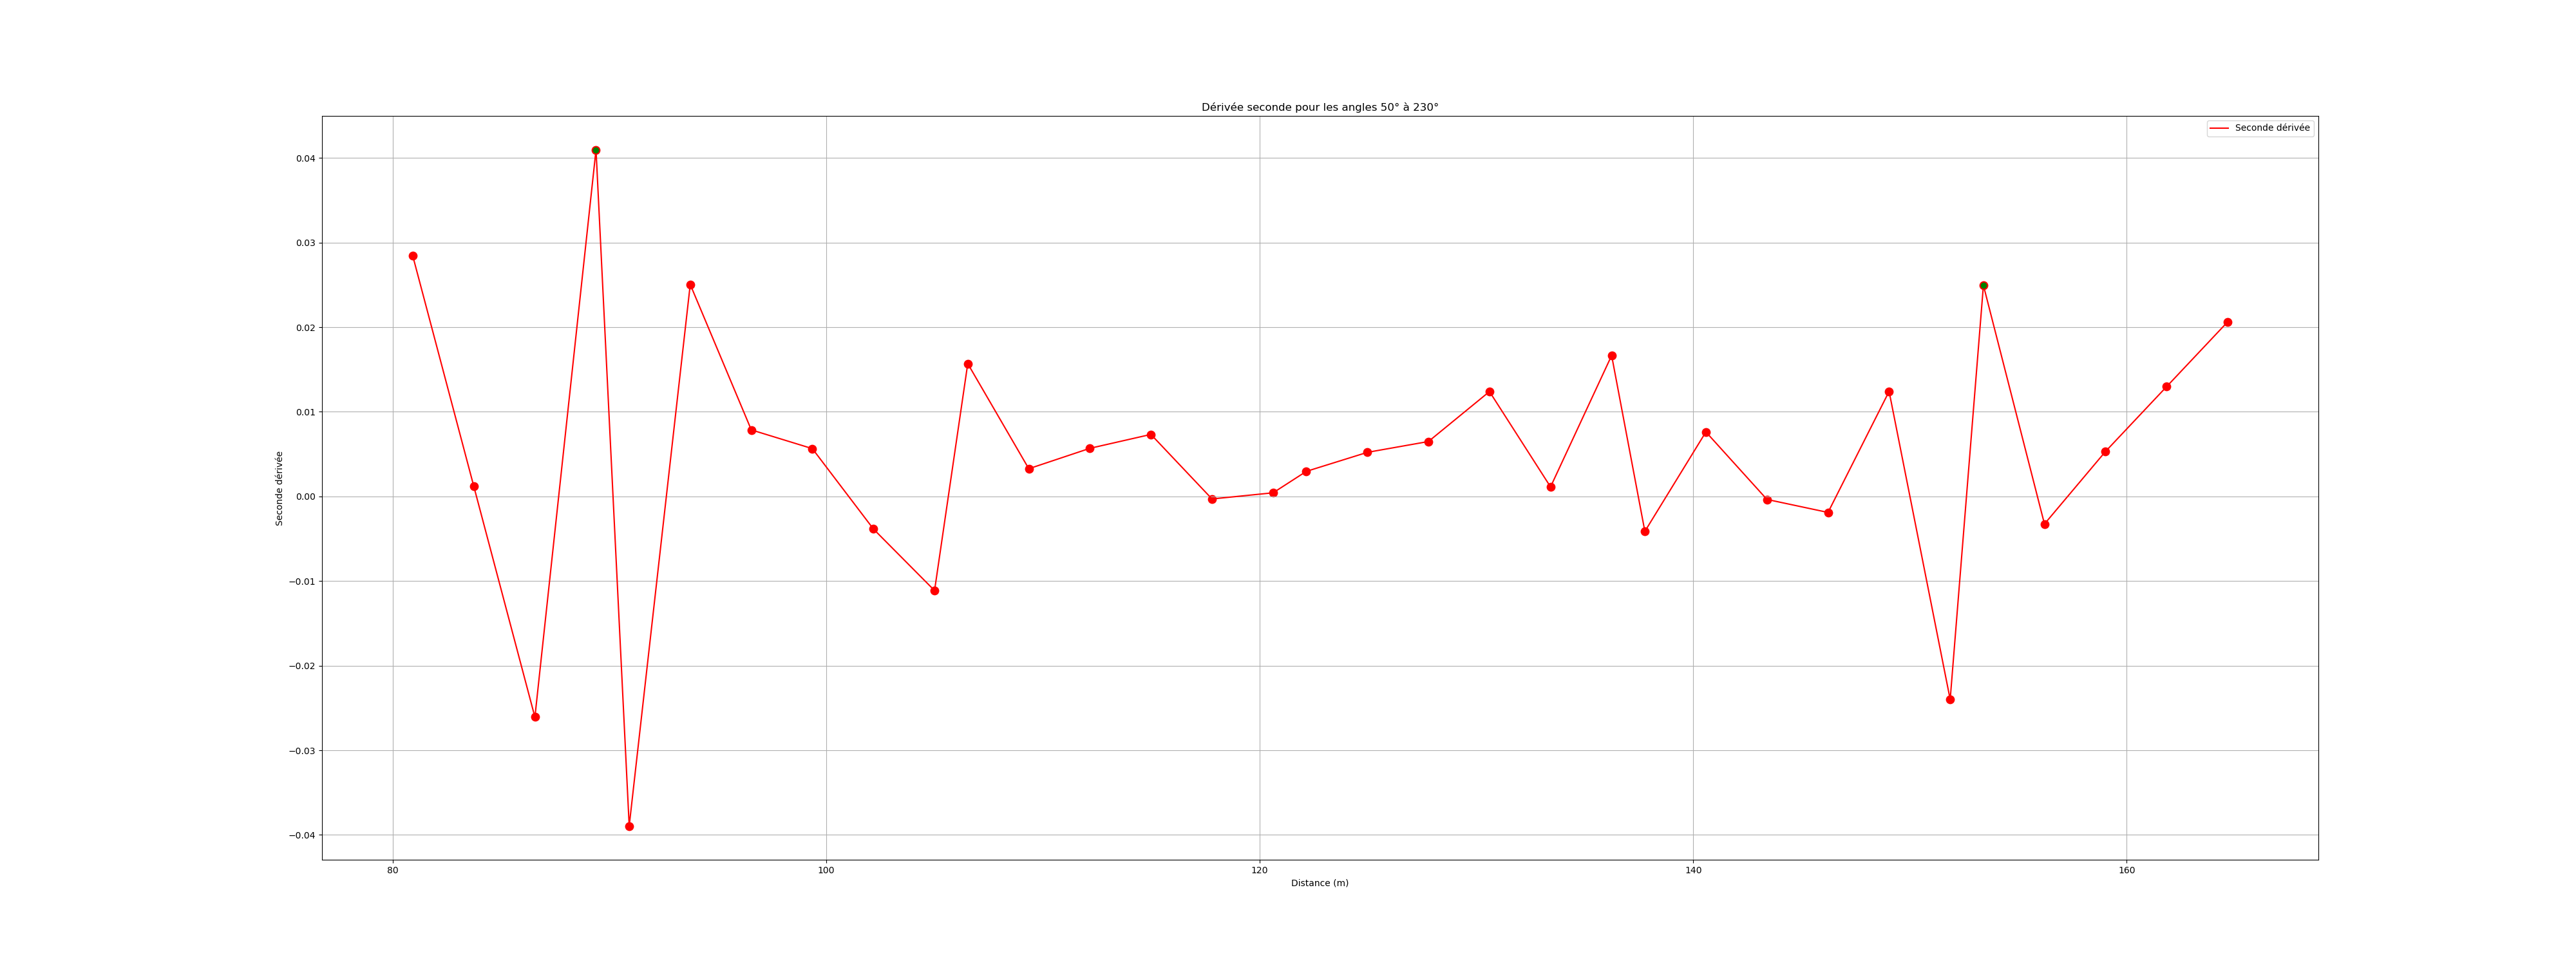 Dérivée seconde pour les angles 50° à 230°
Seconde dérivée
0.04
0.03
0.02
0.01
0.00
−0.01
−0.02
−0.03
−0.04
Seconde dérivée
80 100 120 140 160
Distance (m)